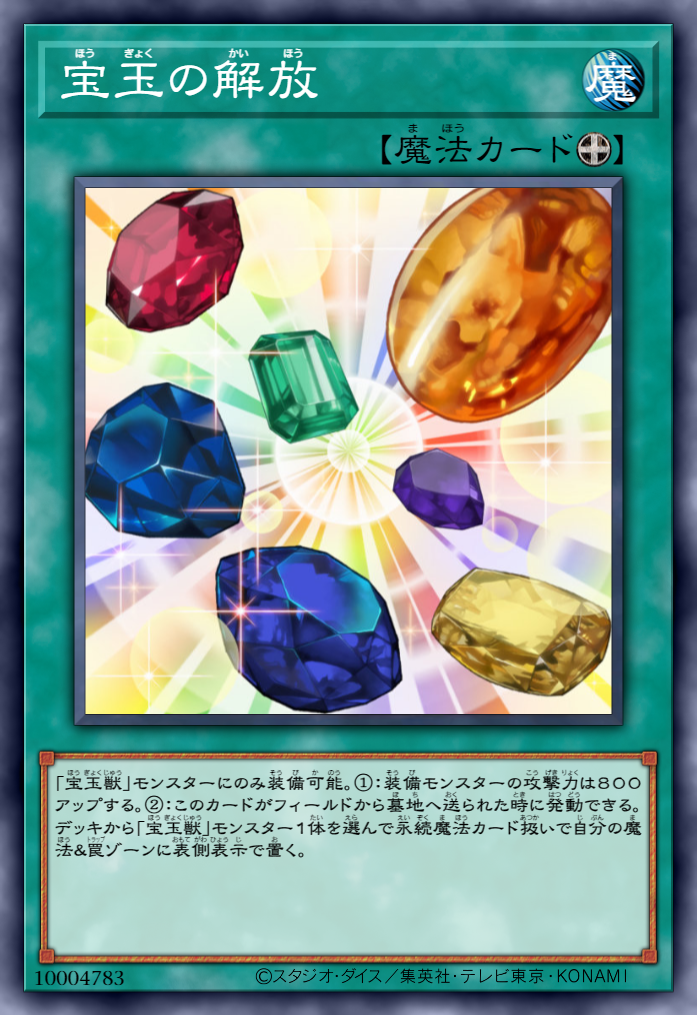 宝玉の解放
魔
【魔法カード】
「宝玉獣」モンスターにのみ装備可能。①:装備モンスターの攻撃力は800
アップする。②:このカードがフィールドから墓地へ送られた時に発動できる。
デッキから「宝玉獣」モンスター1体を選んで永続魔法カード扱いで自分の魔
法&罠ゾーンに表側表示で置く。
10004783 ©スタジオ・ダイス/集英社・テレビ東京・KONAMI